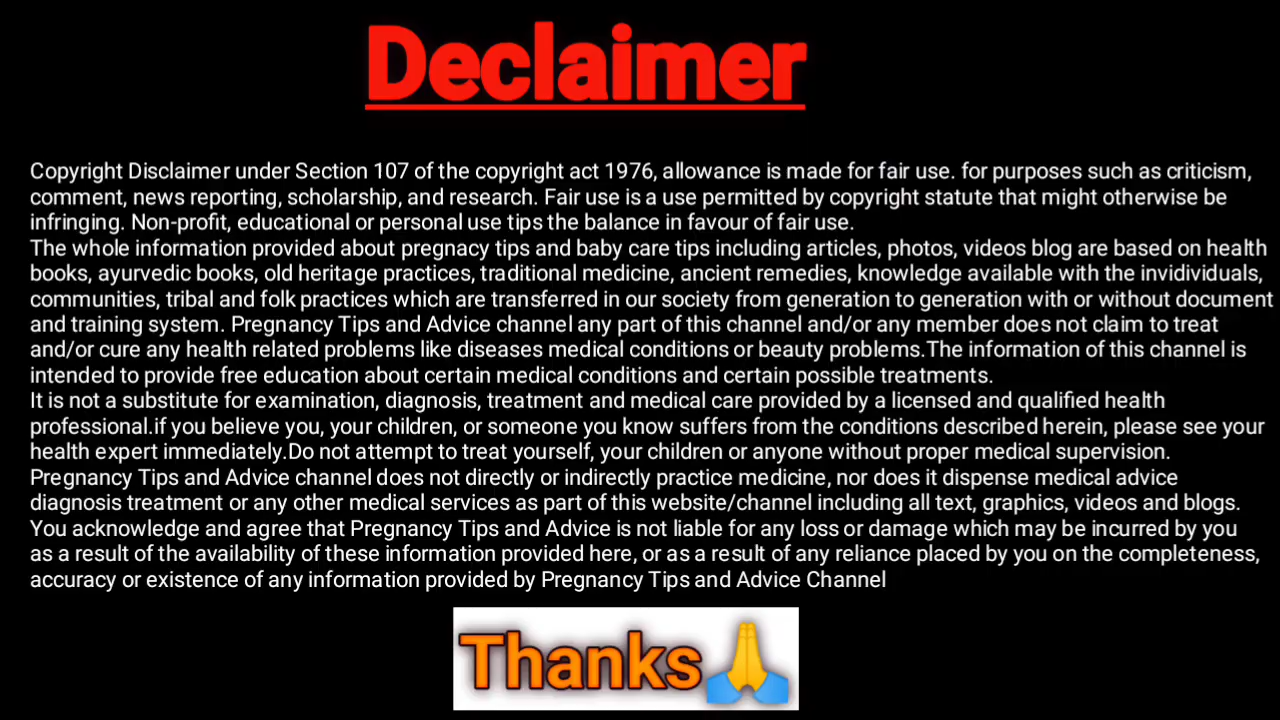 Declaimer
Copyright Disclaimer under Section 107 of the copyright act 1976, allowance is made for fair use. for purposes such as criticism,
comment, news reporting, scholarship, and research. Fair use is a use permitted by copyright statute that might otherwise be
infringing. Non-profit, educational or personal use tips the balance in favour of fair use.
The whole information provided about pregnacy tips and baby care tips including articles, photos, videos blog are based on health
books, ayurvedic books, old heritage practices, traditional medicine, ancient remedies, knowledge available with the invidividuals,
communities, tribal and folk practices which are transferred in our society from generation to generation with or without document
and training system. Pregnancy Tips and Advice channel any part of this channel and/or any member does not claim to treat
and/or cure any health related problems like diseases medical conditions or beauty problems.The information of this channel is
intended to provide free education about certain medical conditions and certain possible treatments.
It is not a substitute for examination, diagnosis, treatment and medical care provided by a licensed and qualified health
professional.if you believe you, your children, or someone you know suffers from the conditions described herein, please see your
health expert immediately.Do not attempt to treat yourself, your children or anyone without proper medical supervision.
Pregnancy Tips and Advice channel does not directly or indirectly practice medicine, nor does it dispense medical advice
diagnosis treatment or any other medical services as part of this website/channel including all text, graphics, videos and blogs.
You acknowledge and agree that Pregnancy Tips and Advice is not liable for any loss or damage which may be incurred by you
as a result of the availability of these information provided here, or as a result of any reliance placed by you on the completeness,
accuracy or existence of any information provided by Pregnancy Tips and Advice Channel
Thanks🙏